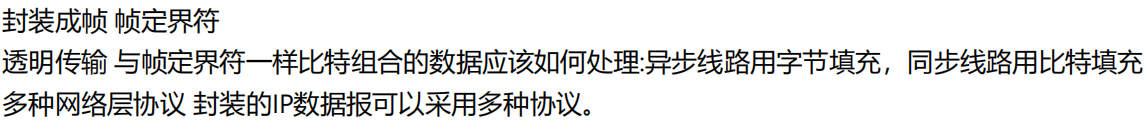 封装成帧 帧定界符
透明传输 与帧定界符一样比特组合的数据应该如何处理:异步线路用字节填充，同步线路用比特填充
多种网络层协议 封装的IP数据报可以采用多种协议。